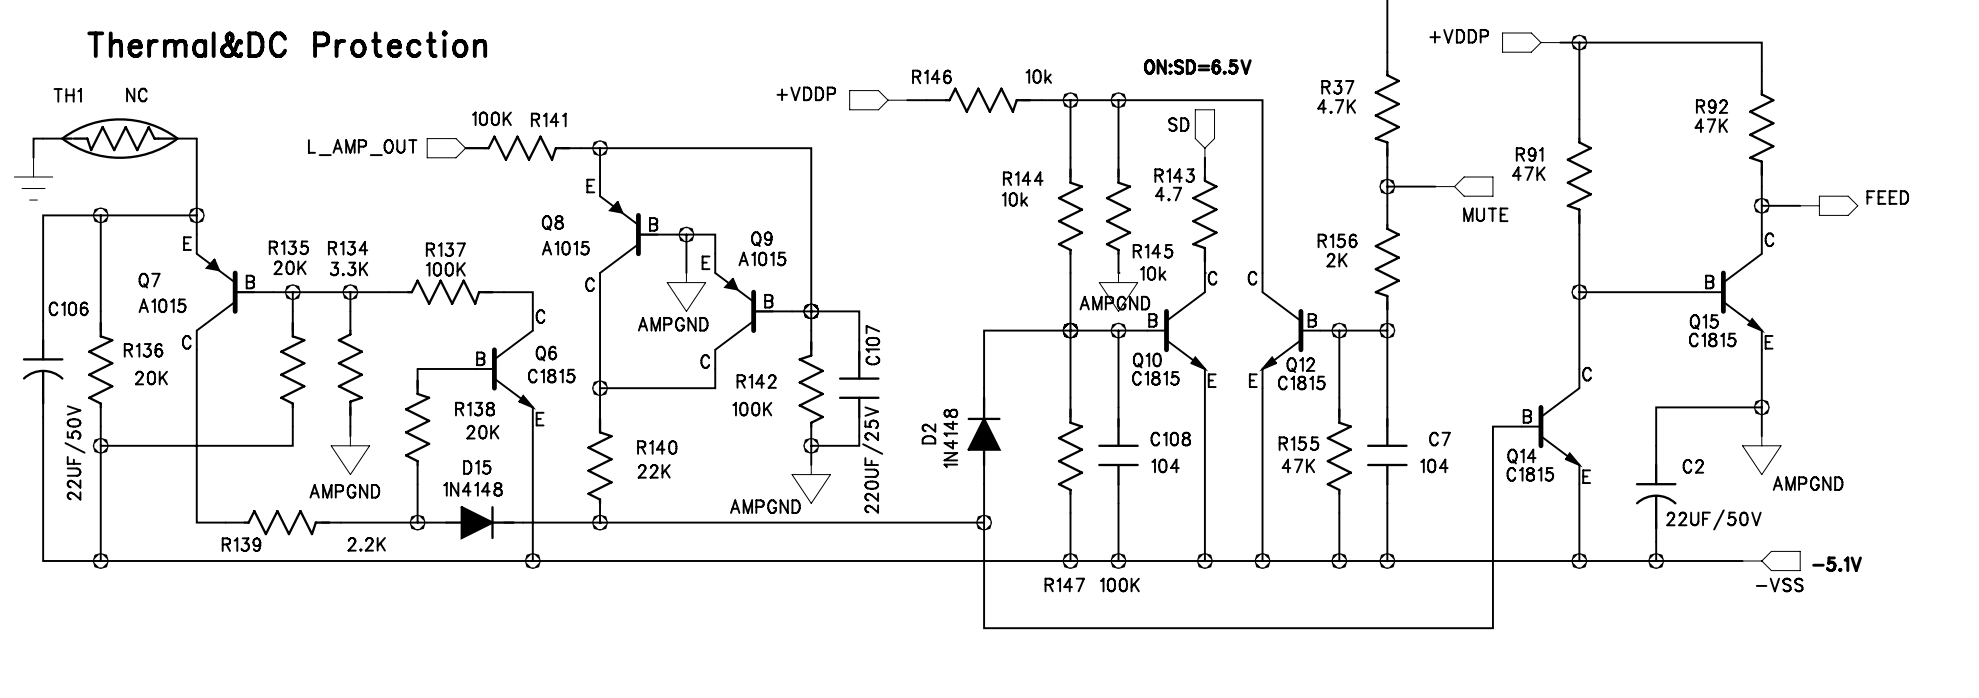 Thermal&DC Protection
TH1 NC
L_AMP_OUT
100K R141
+VDDP
R146 10k
ON:SD=6.5V
SD
R37
4.7K
+VDDP
R92
47K
R91
47K
E
Q8
A1015
B
C
E
Q9
A1015
B
C
AMPGND
R144
10k
R143
4.7
R145
10k
AMPGND
MUTE
R156
2K
FEED
E
Q7
A1015
B
C
R135
20K
R134
3.3K
R137
100K
C106
22UF/50V
R136
20K
AMPGND
C
B
Q6
C1815
E
R138
20K
D15
1N4148
R139 2.2K
R140
22K
R142
100K
C107
220UF/25V
AMPGND
D2
1N4148
C
B
Q10
C1815
E
C
B
Q12
C1815
E
C108
104
R155
47K
C7
104
R147 100K
C
B
Q15
C1815
E
C
B
Q14
C1815
E
C2
22UF/50V
AMPGND
-5.1V
-VSS